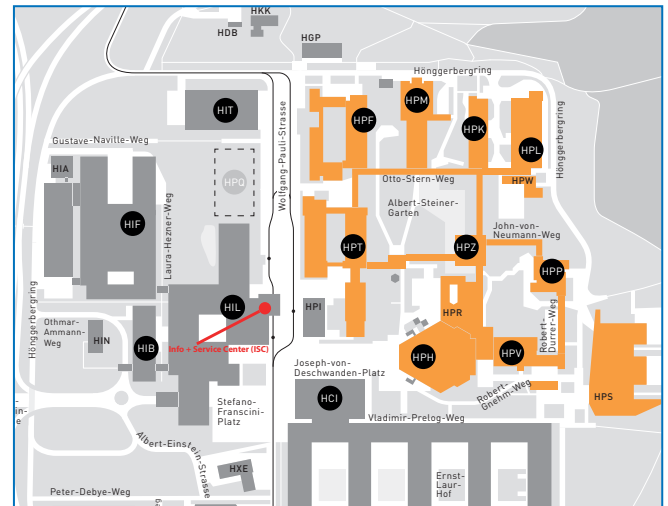 HKK
HDB
HGP
Hönggerbergring
HPM
HIT
HPF
HPK
HPL
Gustave-Naville-Weg
Wolfgang-Pauli-Strasse
Hönggerbergring
HIA
HPQ
Otto-Stern-Weg
HPW
Albert-Steiner-
Garten
HIF
Laura-Hezner-Weg
John-von-
Neumann-Weg
HPT
HPZ
HPP
Hönggerbergring
HIL
HPI
HPR
Robert-
Durrer-Weg
Othmar-
Ammann-
Weg
HIN
HIB
Info + Service Center (ISC)
HPH
HPV
Joseph-von-
Deschwanden-Platz
Robert-
Gnehm-Weg
HPS
HCI
Stefano-
Franscini-
Platz
Vladimir-Prelog-Weg
Albert-Einstein-Strasse
HXE
Ernst-
Laur-
Hof
Peter-Debye-Weg